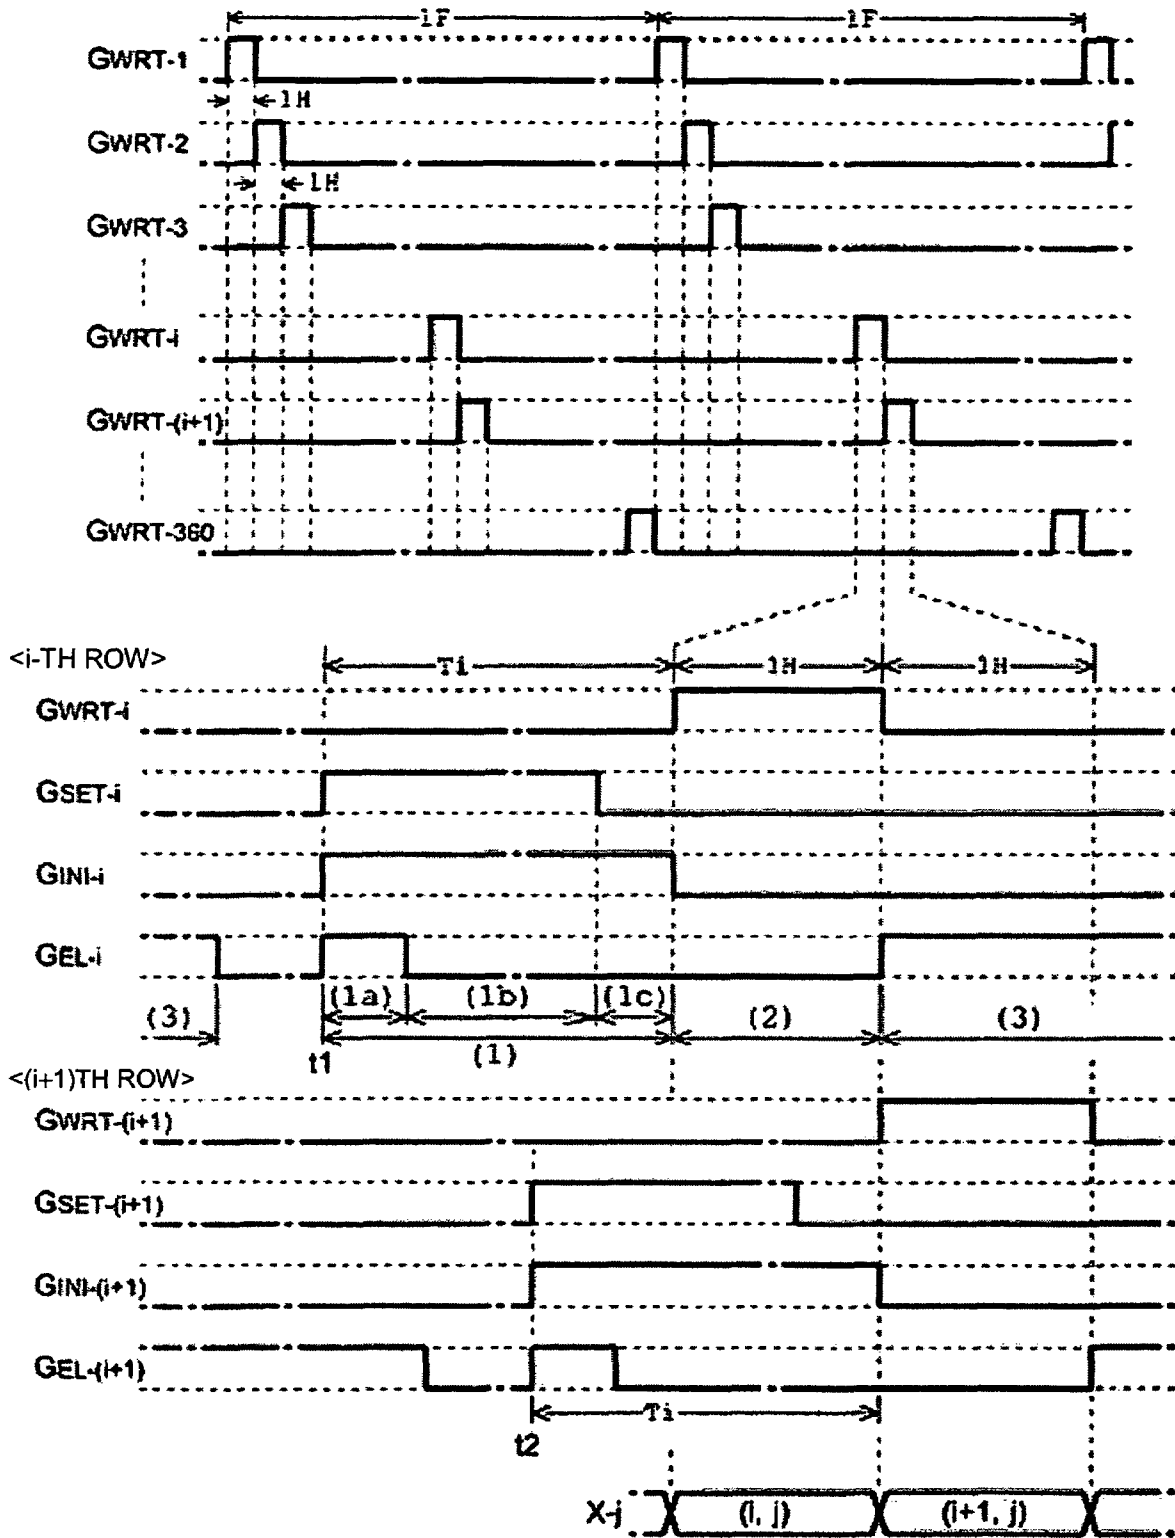 1F 1F
GWRT-1
1H
GWRT-2
1H
GWRT-3
GWRT-i
GWRT-(i+1)
GWRT-360
<i-TH ROW>
Ti 1H 1H
GWRT-i
GSET-i
GINI-i
GEL-i
(1a) (1b) (1c)
(3) (1) (2) (3)
t1
<(i+1)TH ROW>
GWRT-(i+1)
GSET-(i+1)
GINI-(i+1)
GEL-(i+1)
Ti
t2
X-j (i, j) (i+1, j)